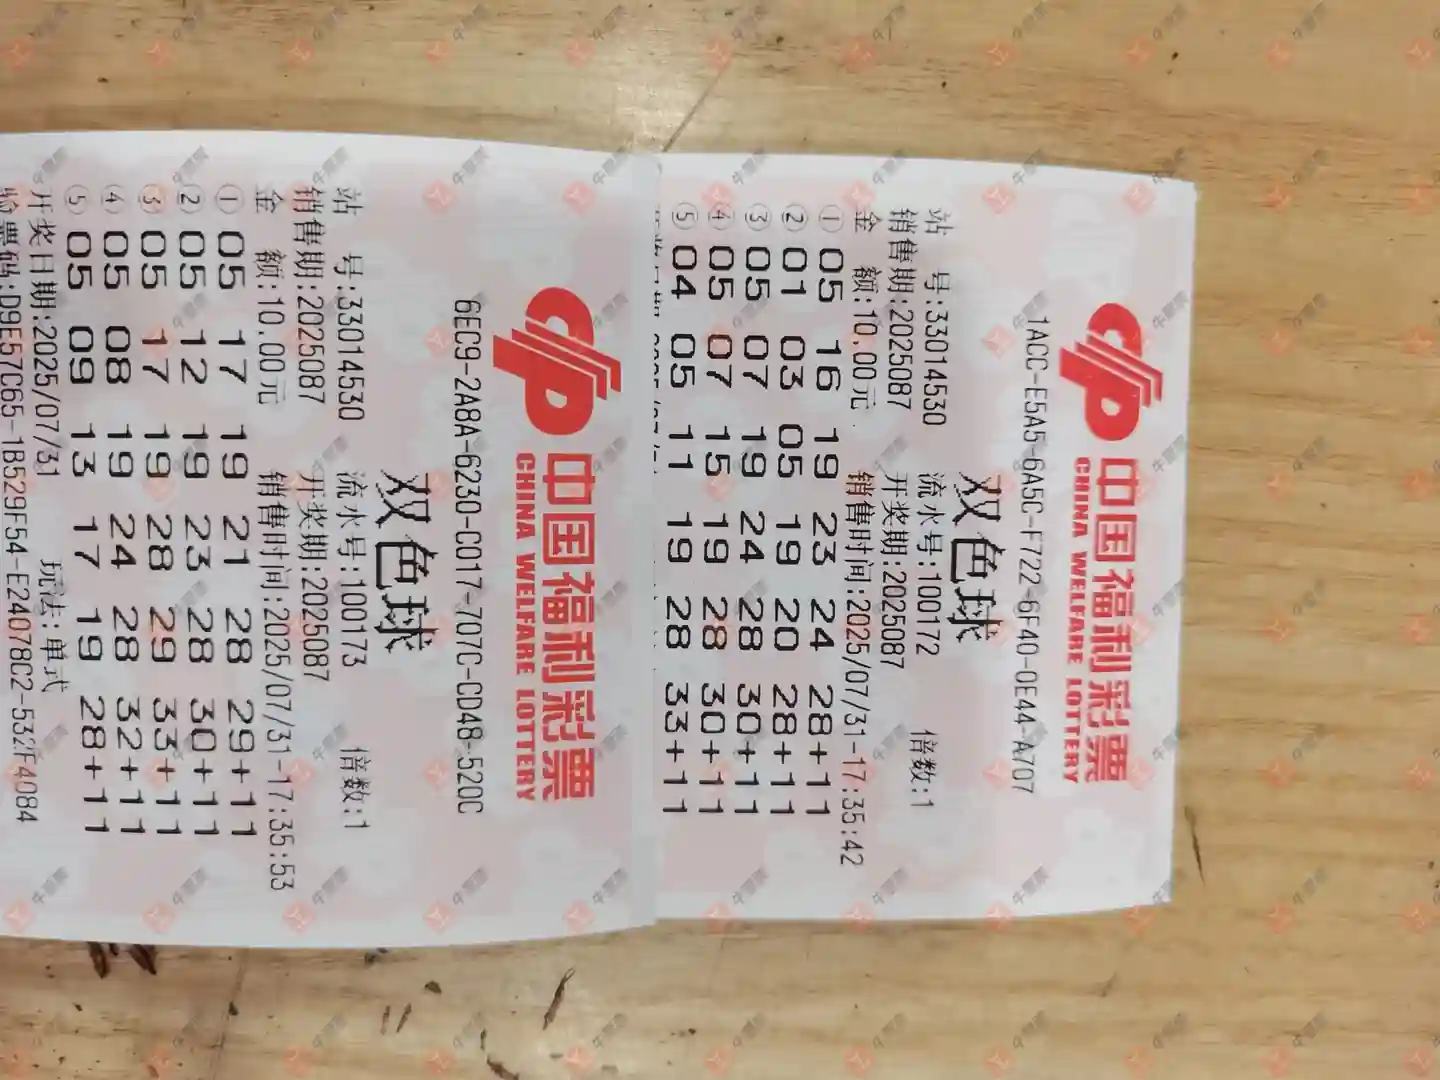 中国福利彩票
CHINA WELFARE LOTTERY
1ACC-E5A5-6A5C-F722-6F40-0E44-A707
双色球
站 号:33014530 流水号:100172 倍数:1
销售期:2025087 开奖期:2025087
金 额:10.00元 销售时间:2025/07/31-17:35:42
① 05 16 19 23 24 28+11
② 01 03 05 19 20 28+11
③ 05 07 19 24 28 30+11
④ 05 07 15 19 28 30+11
⑤ 04 05 11 19 28 33+11
中国福利彩票
CHINA WELFARE LOTTERY
6EC9-2A8A-6230-C017-707C-CD48-520C
双色球
站 号:33014530 流水号:100173 倍数:1
销售期:2025087 开奖期:2025087
金 额:10.00元 销售时间:2025/07/31-17:35:53
① 05 17 19 21 28 29+11
② 05 12 19 23 28 30+11
③ 05 17 19 28 29 33+11
④ 05 08 19 24 28 32+11
⑤ 05 09 13 17 19 28+11
开奖日期:2025/07/31 玩法:单式
验票码:D9E57C65-1B529F54-E24078C2-532F4084